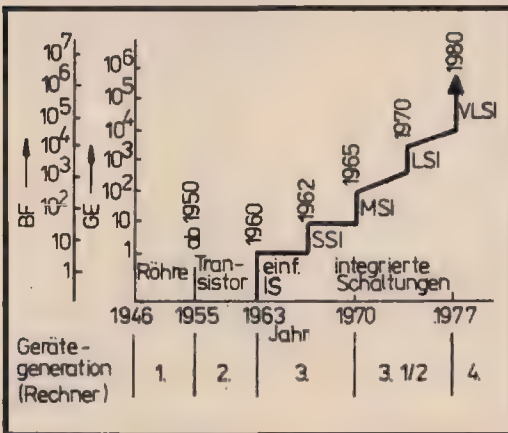 BF →
10⁷
10⁶
10⁵
10⁴
10³
10²
10
1
GE →
10⁶
10⁵
10⁴
10³
10²
10
1
ab 1950
1960
1962
1965
1970
1980
SSI
MSI
LSI
VLSI
Röhre
Tran-
sistor
einf.
IS
integrierte
Schaltungen
1946 1955 1963 1970 1977
Jahr
Geräte-
generation
(Rechner)
1. 2. 3. 3. 1/2 4.